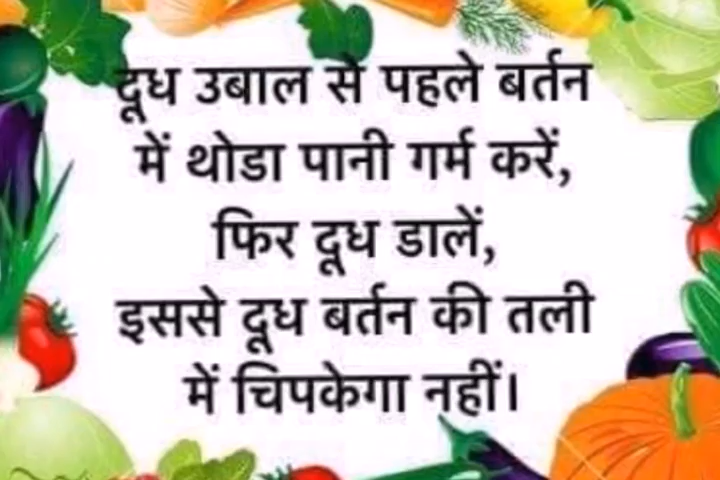 दूध उबाल से पहले बर्तन
में थोडा पानी गर्म करें,
फिर दूध डालें,
इससे दूध बर्तन की तली
में चिपकेगा नहीं।